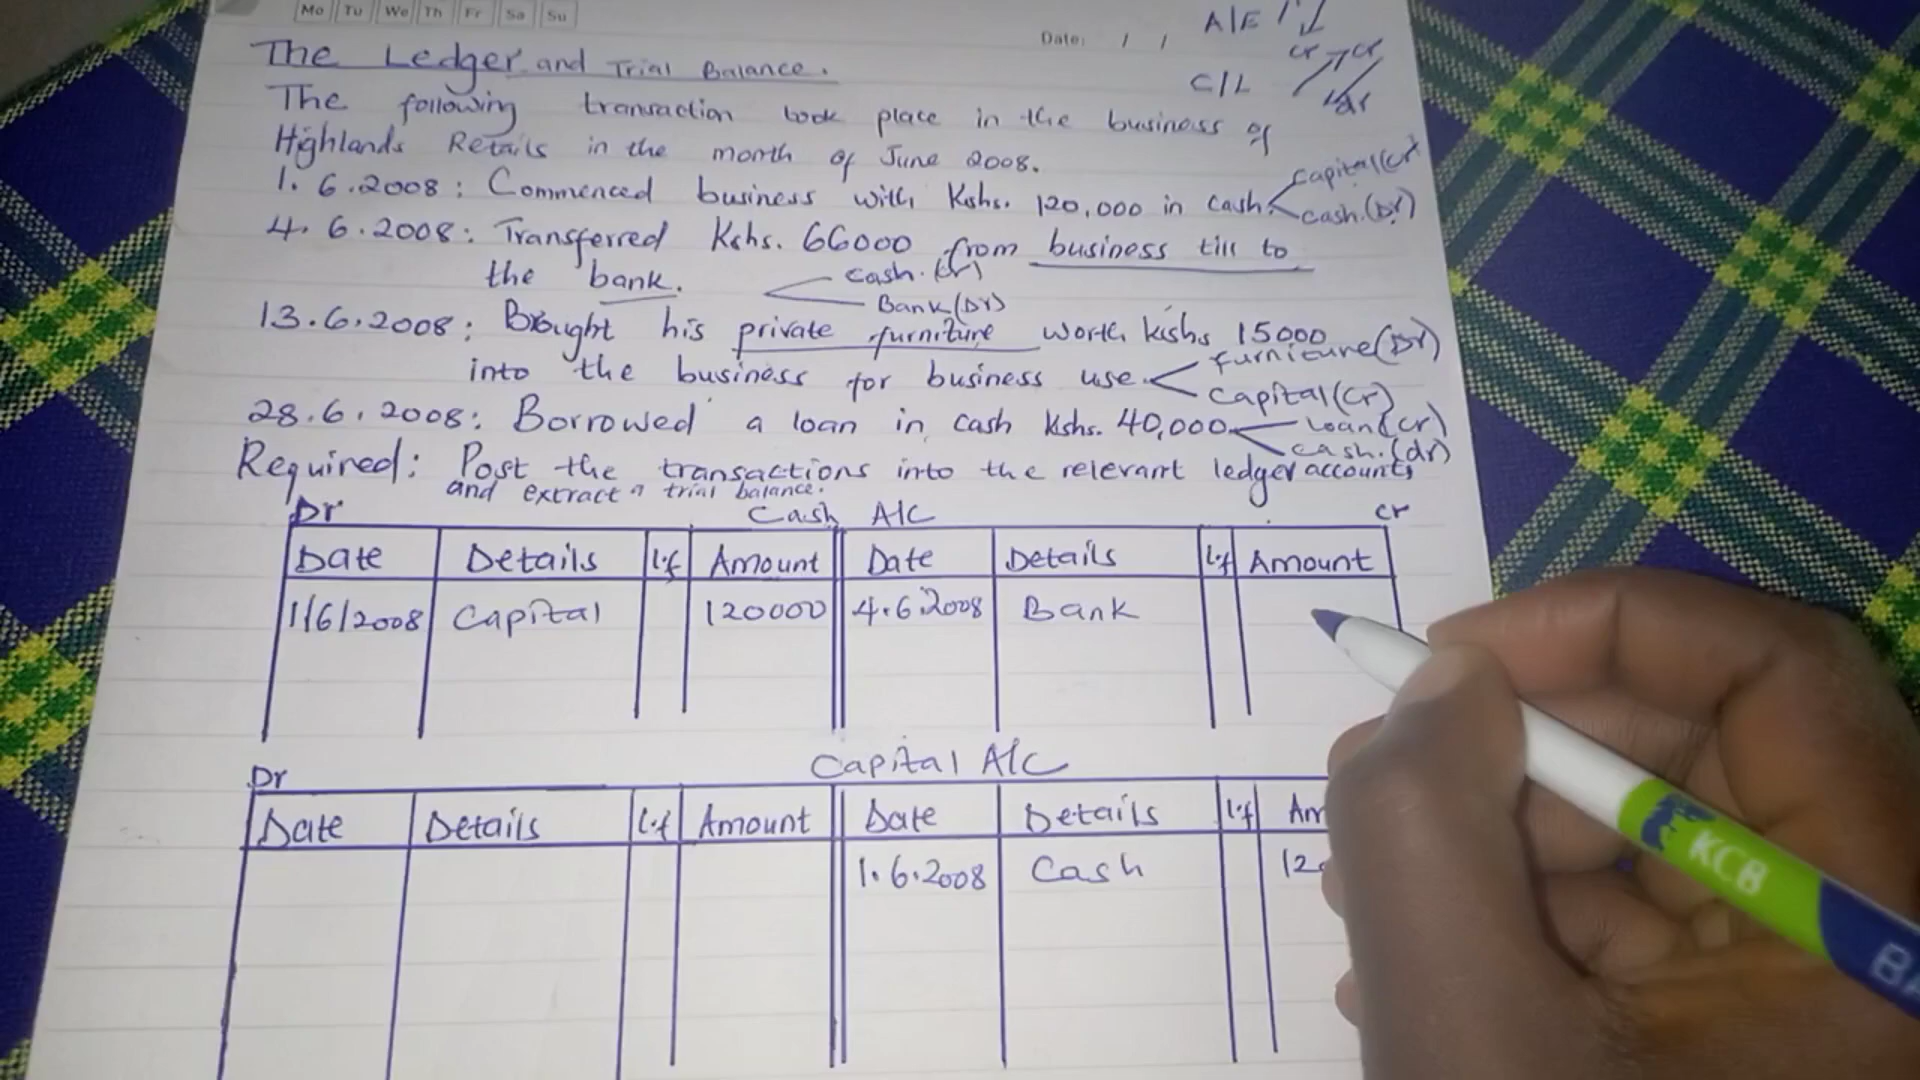 Mo Tu We Th Fr Sa Su
Date: / /
A/E
cr cr
C/L
dr
The Ledger and Trial Balance.
The following transaction took place in the business of
Highlands Retails in the month of June 2008.
1. 6.2008: Commenced business with Kshs. 120,000 in cash. capital(cr)
cash.(Dr)
4. 6.2008: Transferred Kshs. 66000 from business till to
the bank. cash.(cr)
Bank(Dr)
13.6.2008: Brought his private furniture worth kshs 15000
into the business for business use. furniture(Dr)
capital(Cr)
28.6.2008: Borrowed a loan in cash Kshs. 40,000 loan(cr)
cash.(dr)
Required: Post the transactions into the relevant ledger accounts
and extract a trial balance.
Dr Cash A/C cr
Date Details l.f Amount Date Details l.f Amount
1/6/2008 Capital 120000 4.6.2008 Bank
Dr Capital A/C
Date Details l.f Amount Date Details l.f Am
1.6.2008 Cash 12
KCB
BA